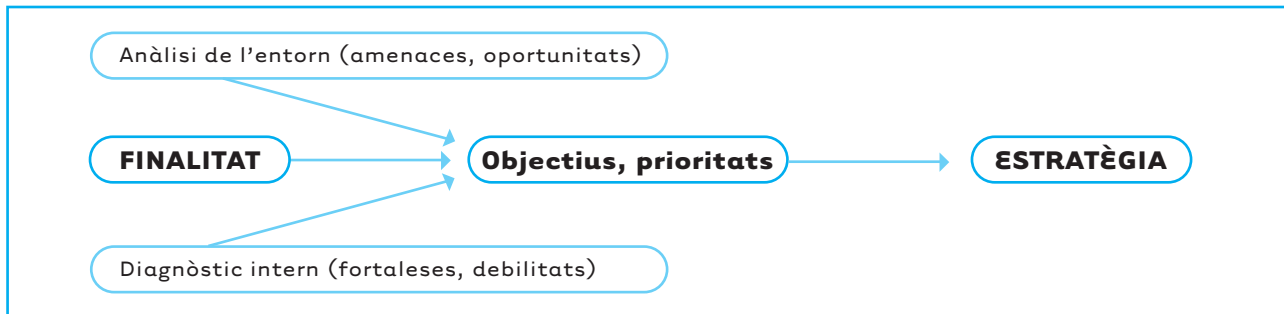 Anàlisi de l’entorn (amenaces, oportunitats)
FINALITAT
Objectius, prioritats
ESTRATÈGIA
Diagnòstic intern (fortaleses, debilitats)